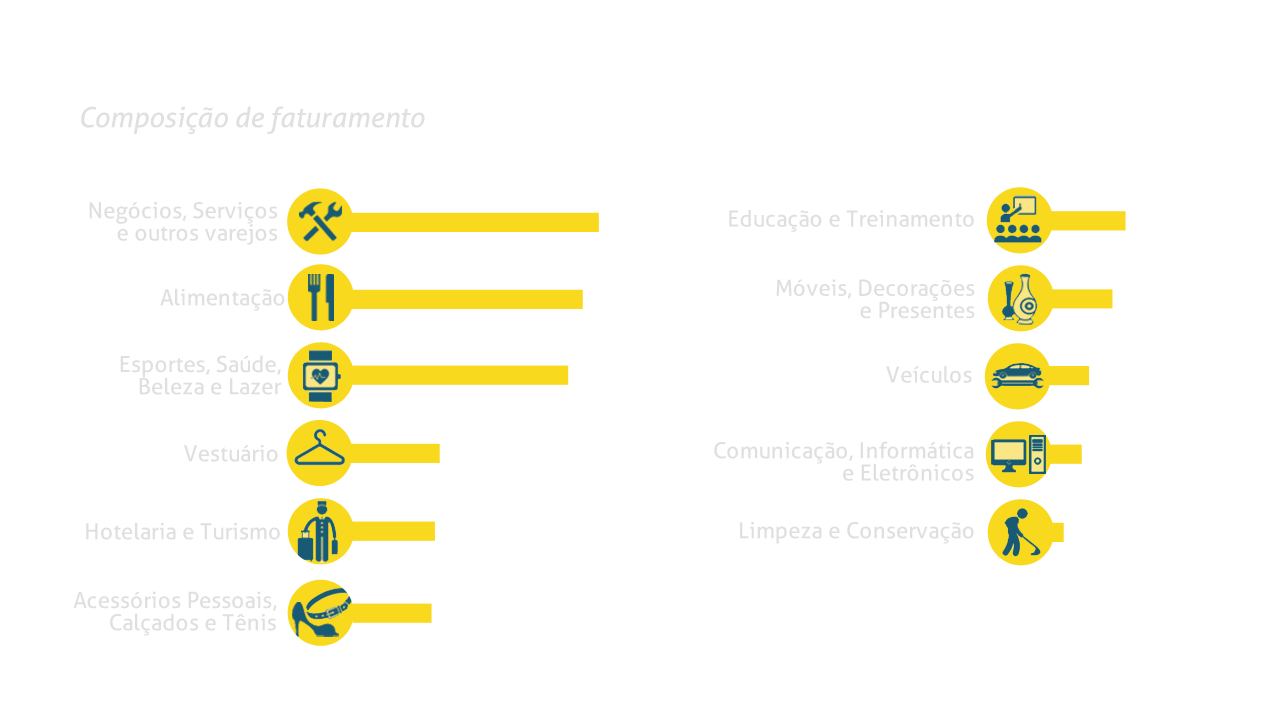 Composição de faturamento
Negócios, Serviços
e outros varejos
Alimentação
Esportes, Saúde,
Beleza e Lazer
Vestuário
Hotelaria e Turismo
Acessórios Pessoais,
Calçados e Tênis
Educação e Treinamento
Móveis, Decorações
e Presentes
Veículos
Comunicação, Informática
e Eletrônicos
Limpeza e Conservação